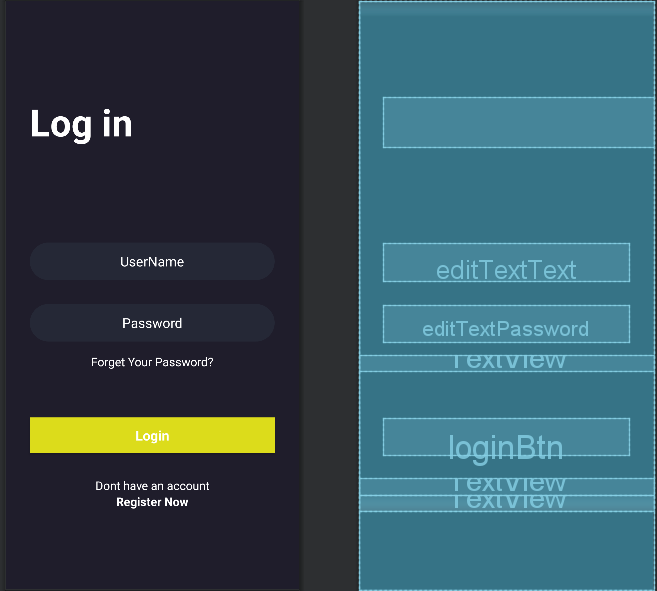 Log in
UserName
Password
Forget Your Password?
Login
Dont have an account
Register Now
editTextText
editTextPassword
TextView
loginBtn
TextView
TextView